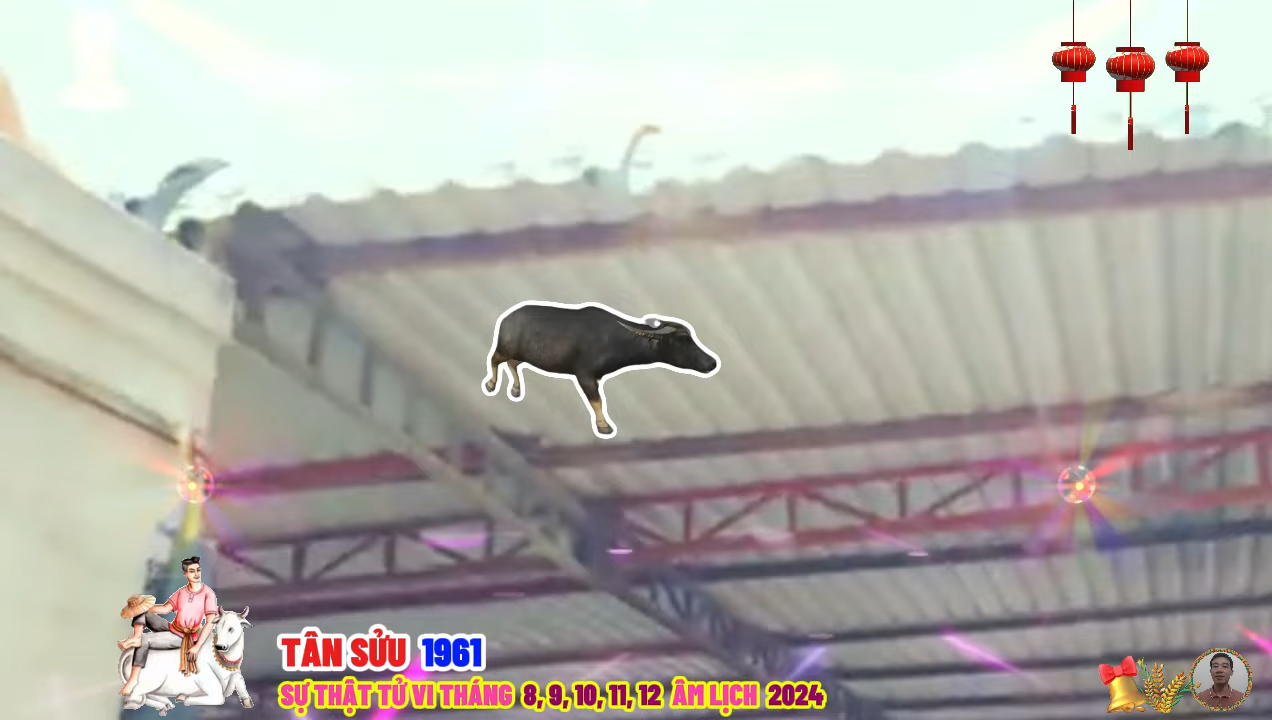 TÂN SỬU 1961
SỰ THẬT TỬ VI THÁNG 8, 9, 10, 11, 12 ÂM LỊCH 2024